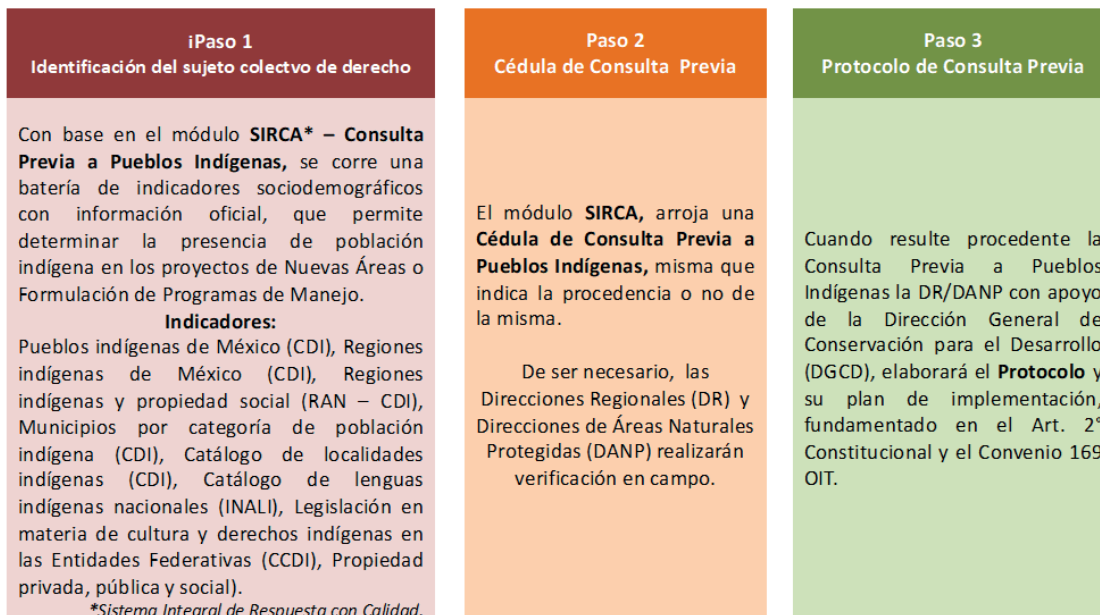 iPaso 1
Identificación del sujeto colectvo de derecho
Con base en el módulo SIRCA* – Consulta
Previa a Pueblos Indígenas, se corre una
batería de indicadores sociodemográficos
con información oficial, que permite
determinar la presencia de población
indígena en los proyectos de Nuevas Áreas o
Formulación de Programas de Manejo.
Indicadores:
Pueblos indígenas de México (CDI), Regiones
indígenas de México (CDI), Regiones
indígenas y propiedad social (RAN – CDI),
Municipios por categoría de población
indígena (CDI), Catálogo de localidades
indígenas (CDI), Catálogo de lenguas
indígenas nacionales (INALI), Legislación en
materia de cultura y derechos indígenas en
las Entidades Federativas (CCDI), Propiedad
privada, pública y social).
*Sistema Integral de Respuesta con Calidad.
Paso 2
Cédula de Consulta Previa
El módulo SIRCA, arroja una
Cédula de Consulta Previa a
Pueblos Indígenas, misma que
indica la procedencia o no de
la misma.
De ser necesario, las
Direcciones Regionales (DR) y
Direcciones de Áreas Naturales
Protegidas (DANP) realizarán
verificación en campo.
Paso 3
Protocolo de Consulta Previa
Cuando resulte procedente la
Consulta Previa a Pueblos
Indígenas la DR/DANP con apoyo
de la Dirección General de
Conservación para el Desarrollo
(DGCD), elaborará el Protocolo y
su plan de implementación,
fundamentado en el Art. 2°
Constitucional y el Convenio 169
OIT.